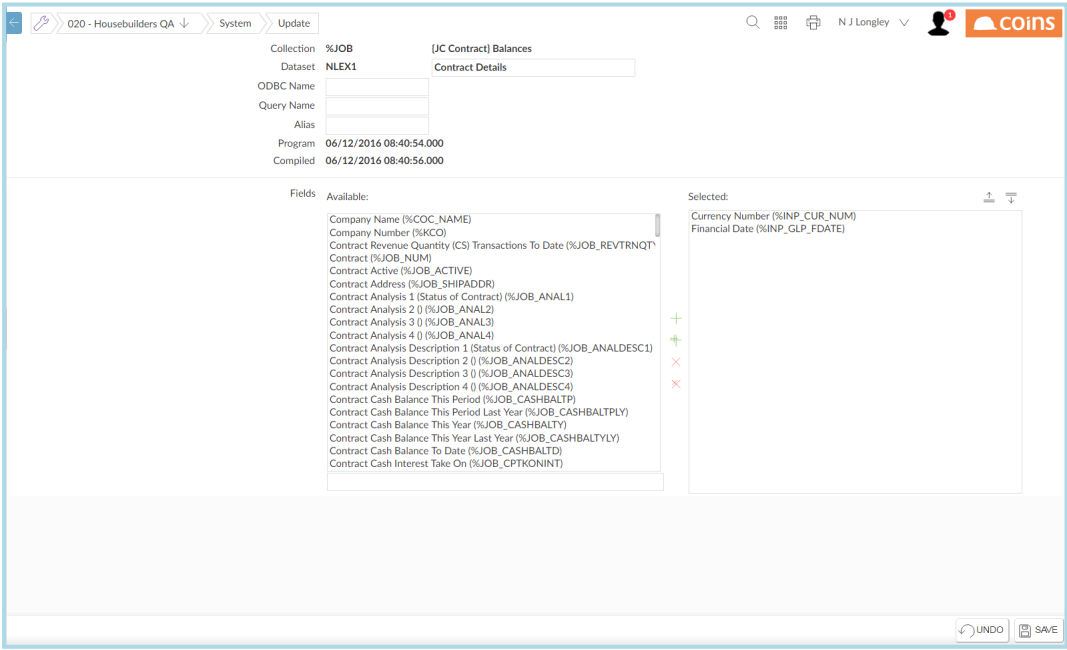 020 - Housebuilders QA System Update N J Longley 1 coins
Collection %JOB [JC Contract] Balances
Dataset NLEX1 Contract Details
ODBC Name
Query Name
Alias
Program 06/12/2016 08:40:54.000
Compiled 06/12/2016 08:40:56.000
Fields Available: Selected:
Company Name (%COC_NAME)
Company Number (%KCO)
Contract Revenue Quantity (CS) Transactions To Date (%JOB_REVTRNQTY
Contract (%JOB_NUM)
Contract Active (%JOB_ACTIVE)
Contract Address (%JOB_SHIPADDR)
Contract Analysis 1 (Status of Contract) (%JOB_ANAL1)
Contract Analysis 2 () (%JOB_ANAL2)
Contract Analysis 3 () (%JOB_ANAL3)
Contract Analysis 4 () (%JOB_ANAL4)
Contract Analysis Description 1 (Status of Contract) (%JOB_ANALDESC1)
Contract Analysis Description 2 () (%JOB_ANALDESC2)
Contract Analysis Description 3 () (%JOB_ANALDESC3)
Contract Analysis Description 4 () (%JOB_ANALDESC4)
Contract Cash Balance This Period (%JOB_CASHBALTP)
Contract Cash Balance This Period Last Year (%JOB_CASHBALTPLY)
Contract Cash Balance This Year (%JOB_CASHBALTY)
Contract Cash Balance This Year Last Year (%JOB_CASHBALTYLY)
Contract Cash Balance To Date (%JOB_CASHBALTD)
Contract Cash Interest Take On (%JOB_CPTKONINT)
Currency Number (%INP_CUR_NUM)
Financial Date (%INP_GLP_FDATE)
UNDO SAVE